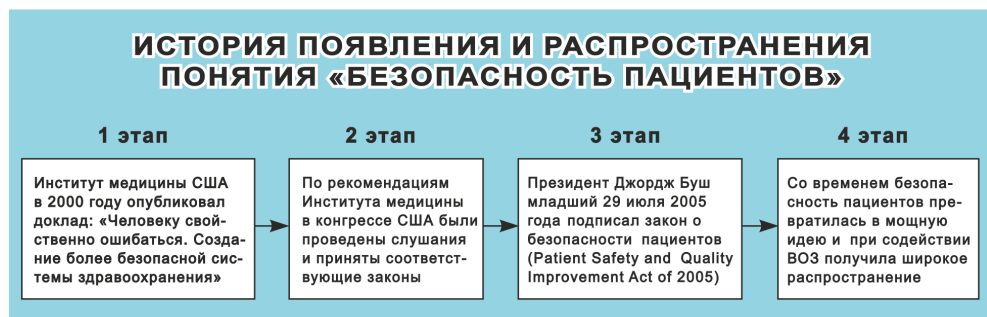 ИСТОРИЯ ПОЯВЛЕНИЯ И РАСПРОСТРАНЕНИЯ
ПОНЯТИЯ «БЕЗОПАСНОСТЬ ПАЦИЕНТОВ»
1 этап
Институт медицины США
в 2000 году опубликовал
доклад: «Человеку свой-
ственно ошибаться. Созда-
ние более безопасной сис-
темы здравоохранения»
2 этап
По рекомендациям
Института медицины
в конгрессе США были
проведены слушания
и приняты соответст-
вующие законы
3 этап
Президент Джордж Буш
младший 29 июля 2005
года подписал закон о
безопасности пациентов
(Patient Safety and Quality
Improvement Act of 2005)
4 этап
Со временем безопа-
сность пациентов пре-
вратилась в мощную
идею и при содействии
ВОЗ получила широкое
распространение